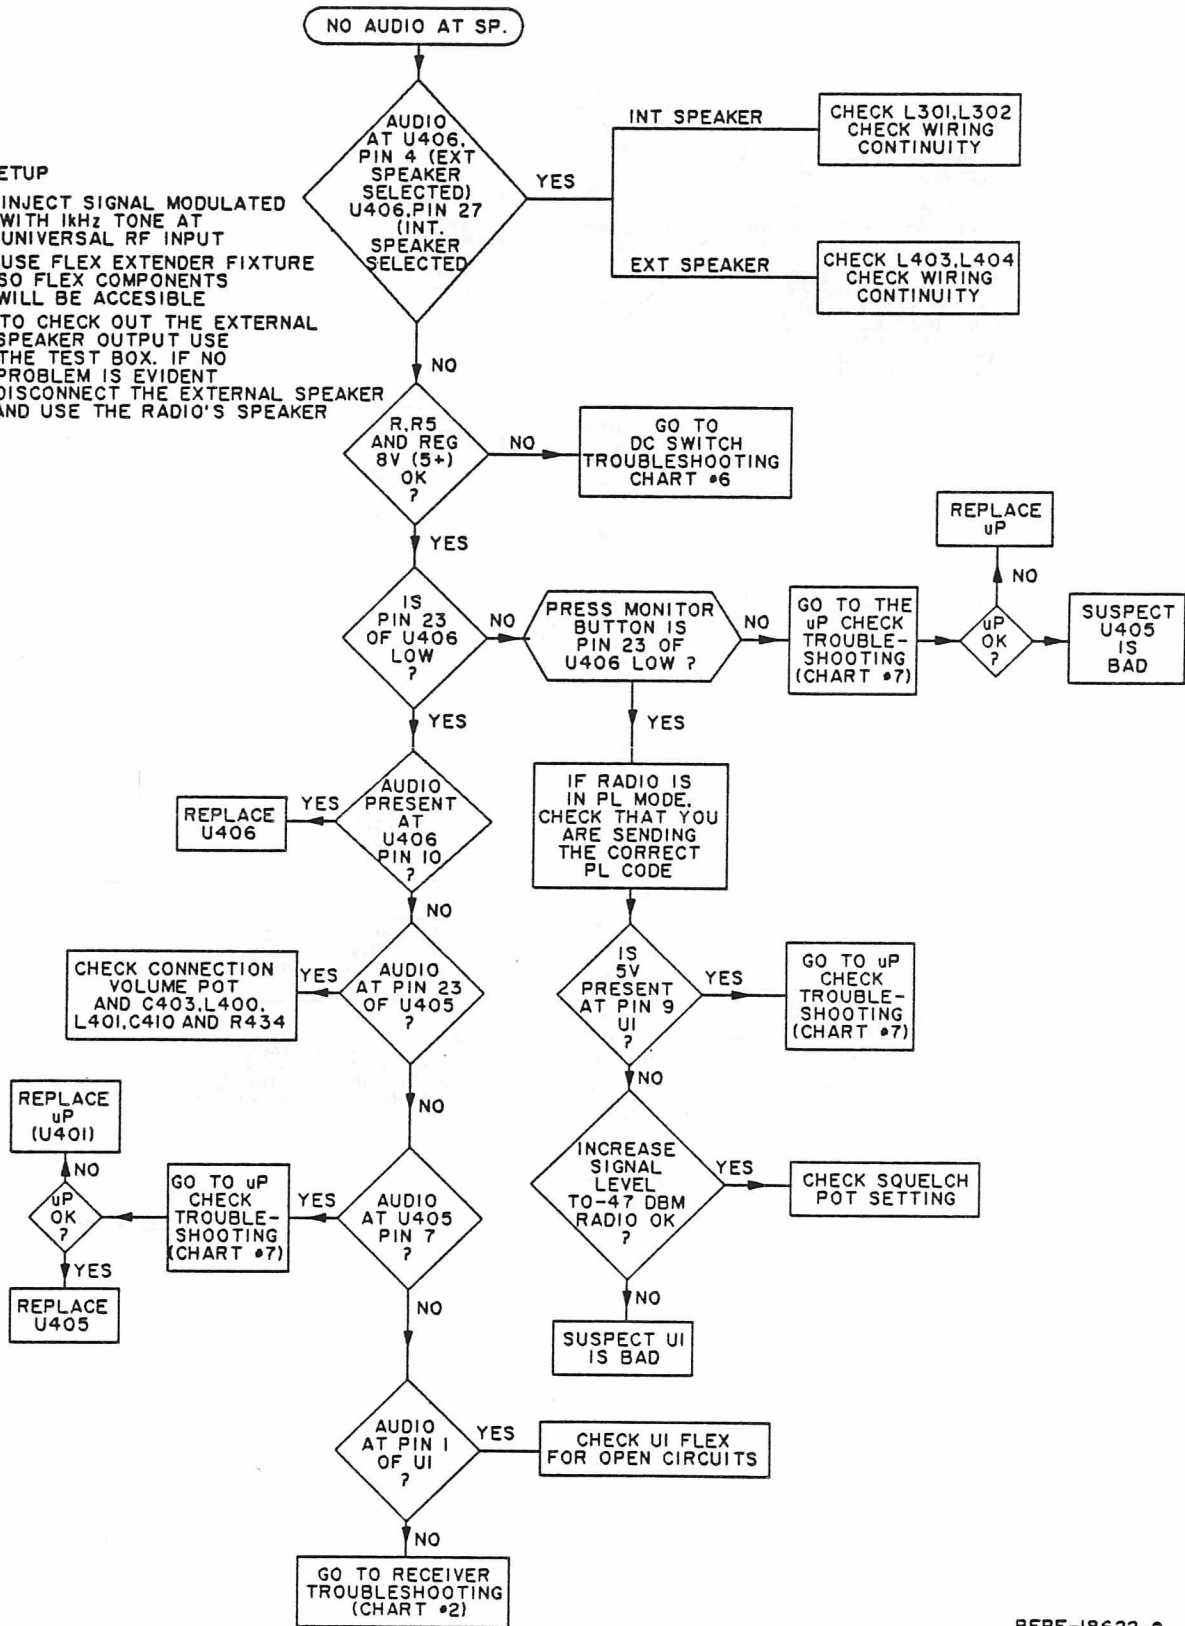 NO AUDIO AT SP.
AUDIO
AT U406,
PIN 4 (EXT
SPEAKER
SELECTED)
U406,PIN 27
(INT.
SPEAKER
SELECTED
YES
INT SPEAKER
CHECK L301,L302
CHECK WIRING
CONTINUITY
EXT SPEAKER
CHECK L403,L404
CHECK WIRING
CONTINUITY
ETUP
INJECT SIGNAL MODULATED
WITH 1kHz TONE AT
UNIVERSAL RF INPUT
USE FLEX EXTENDER FIXTURE
SO FLEX COMPONENTS
WILL BE ACCESIBLE
TO CHECK OUT THE EXTERNAL
SPEAKER OUTPUT USE
THE TEST BOX. IF NO
PROBLEM IS EVIDENT
DISCONNECT THE EXTERNAL SPEAKER
AND USE THE RADIO'S SPEAKER
NO
R,R5
AND REG
8V (5+)
OK
?
NO
GO TO
DC SWITCH
TROUBLESHOOTING
CHART #6
YES
IS
PIN 23
OF U406
LOW
?
NO
PRESS MONITOR
BUTTON IS
PIN 23 OF
U406 LOW ?
NO
GO TO THE
uP CHECK
TROUBLE-
SHOOTING
(CHART #7)
uP
OK
?
NO
REPLACE
uP
SUSPECT
U405
IS
BAD
YES
YES
AUDIO
PRESENT
AT
U406
PIN 10
?
YES
REPLACE
U406
IF RADIO IS
IN PL MODE,
CHECK THAT YOU
ARE SENDING
THE CORRECT
PL CODE
NO
AUDIO
AT PIN 23
OF U405
?
YES
CHECK CONNECTION
VOLUME POT
AND C403,L400,
L401,C410 AND R434
IS
5V
PRESENT
AT PIN 9
U1
?
YES
GO TO uP
CHECK
TROUBLE-
SHOOTING
(CHART #7)
NO
NO
INCREASE
SIGNAL
LEVEL
TO-47 DBM
RADIO OK
?
YES
CHECK SQUELCH
POT SETTING
NO
SUSPECT U1
IS BAD
AUDIO
AT U405
PIN 7
?
YES
GO TO uP
CHECK
TROUBLE-
SHOOTING
(CHART #7)
uP
OK
?
NO
REPLACE
uP
(U401)
YES
REPLACE
U405
NO
AUDIO
AT PIN 1
OF U1
?
YES
CHECK U1 FLEX
FOR OPEN CIRCUITS
NO
GO TO RECEIVER
TROUBLESHOOTING
(CHART #2)